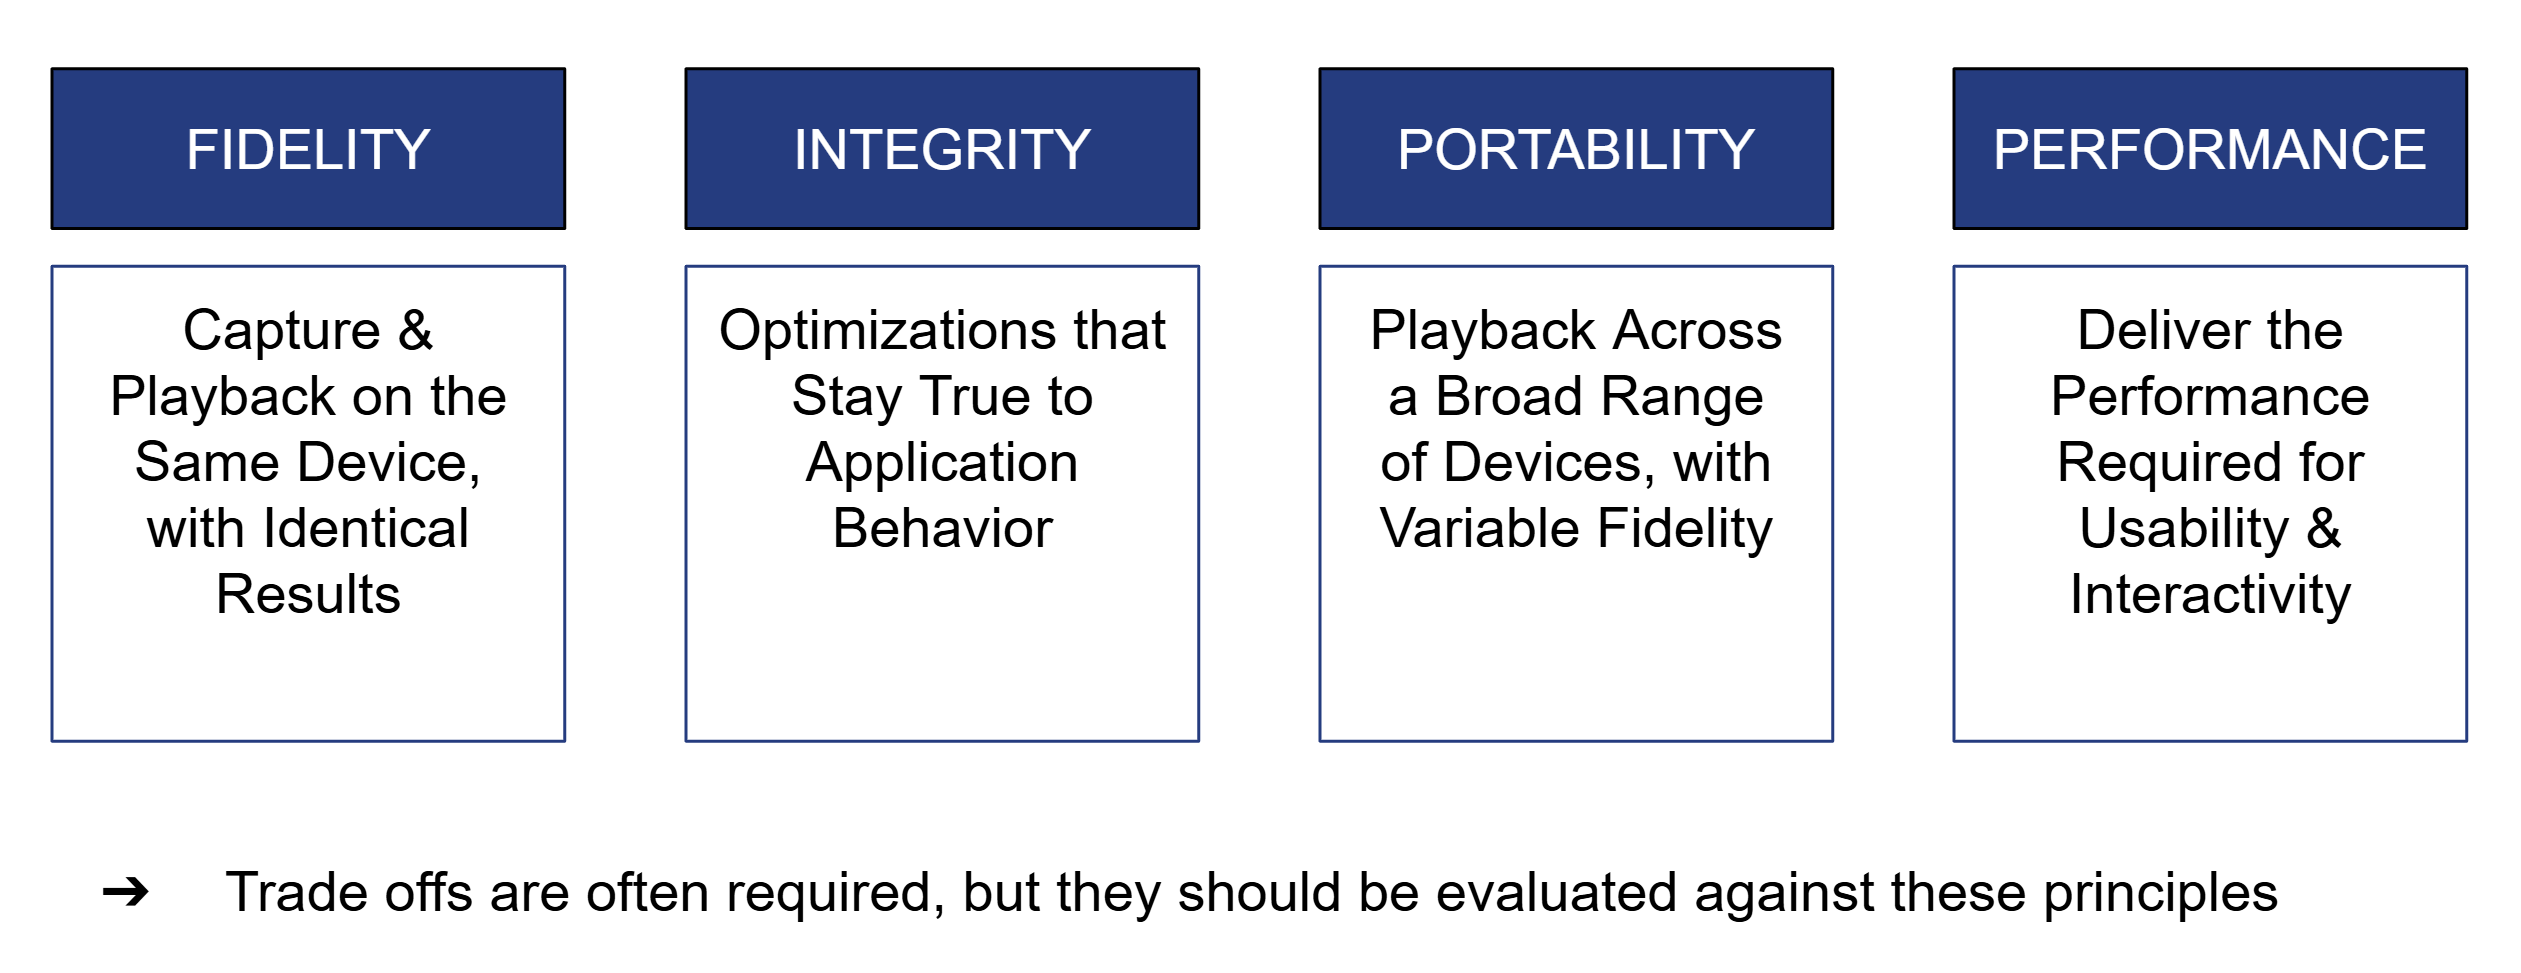 FIDELITY
INTEGRITY
PORTABILITY
PERFORMANCE
Capture &
Playback on the
Same Device,
with Identical
Results
Optimizations that
Stay True to
Application
Behavior
Playback Across
a Broad Range
of Devices, with
Variable Fidelity
Deliver the
Performance
Required for
Usability &
Interactivity
➔ Trade offs are often required, but they should be evaluated against these principles